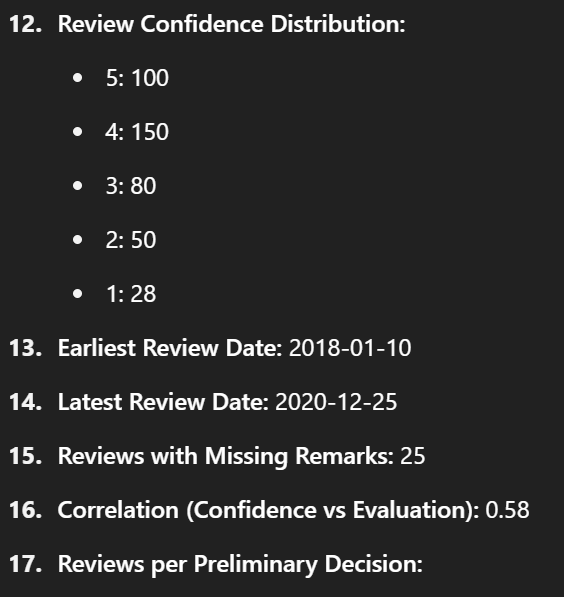 12. Review Confidence Distribution:
• 5: 100
• 4: 150
• 3: 80
• 2: 50
• 1: 28
13. Earliest Review Date: 2018-01-10
14. Latest Review Date: 2020-12-25
15. Reviews with Missing Remarks: 25
16. Correlation (Confidence vs Evaluation): 0.58
17. Reviews per Preliminary Decision: